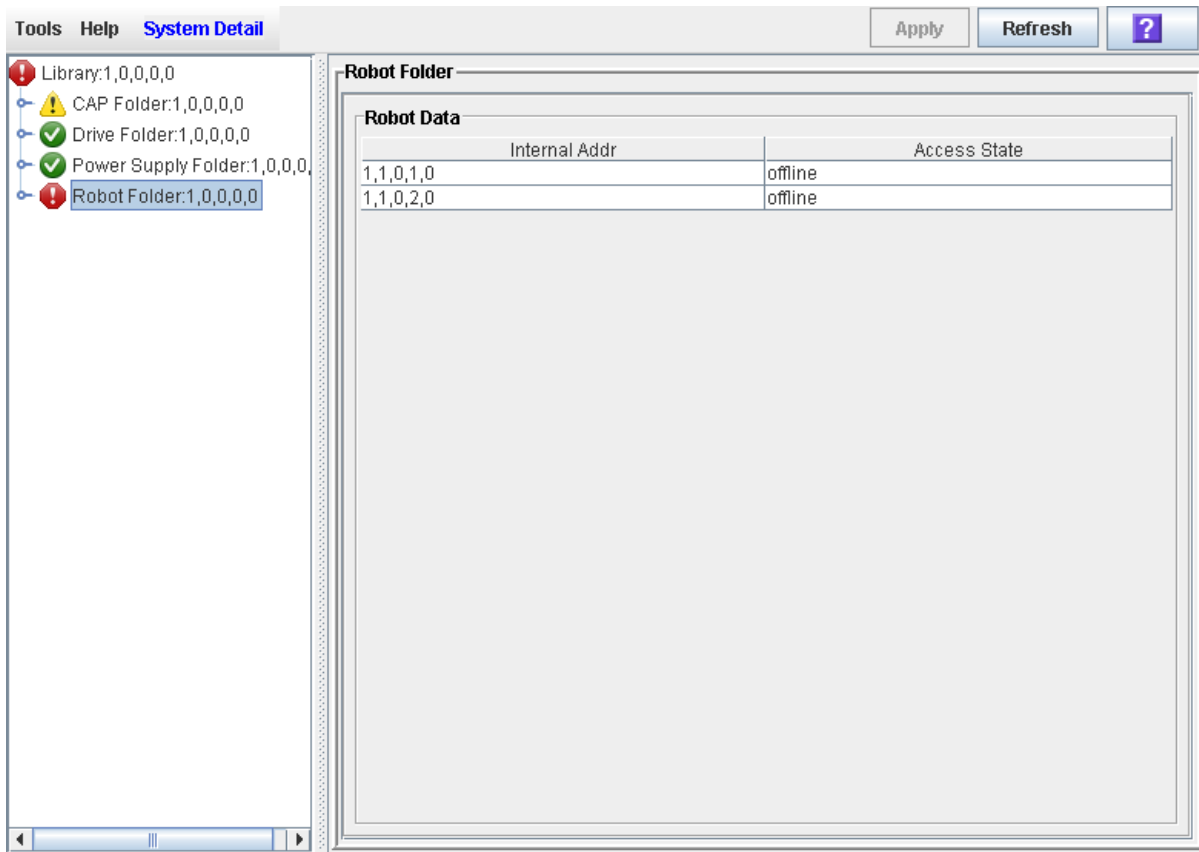 Tools Help System Detail Apply Refresh ?
Library:1,0,0,0,0
CAP Folder:1,0,0,0,0
Drive Folder:1,0,0,0,0
Power Supply Folder:1,0,0,0,
Robot Folder:1,0,0,0,0
Robot Folder
Robot Data
Internal Addr Access State
1,1,0,1,0 offline
1,1,0,2,0 offline